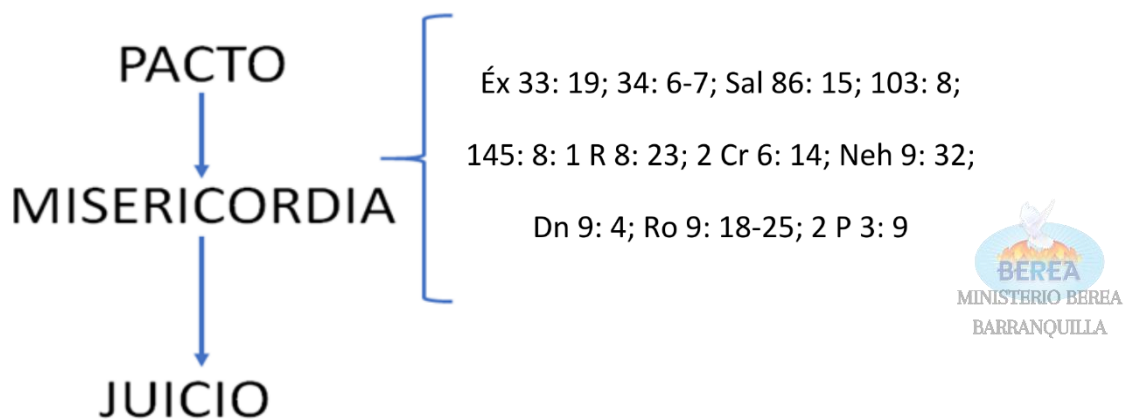 PACTO
MISERICORDIA
JUICIO
Éx 33: 19; 34: 6-7; Sal 86: 15; 103: 8;
145: 8: 1 R 8: 23; 2 Cr 6: 14; Neh 9: 32;
Dn 9: 4; Ro 9: 18-25; 2 P 3: 9
BEREA
MINISTERIO BEREA
BARRANQUILLA